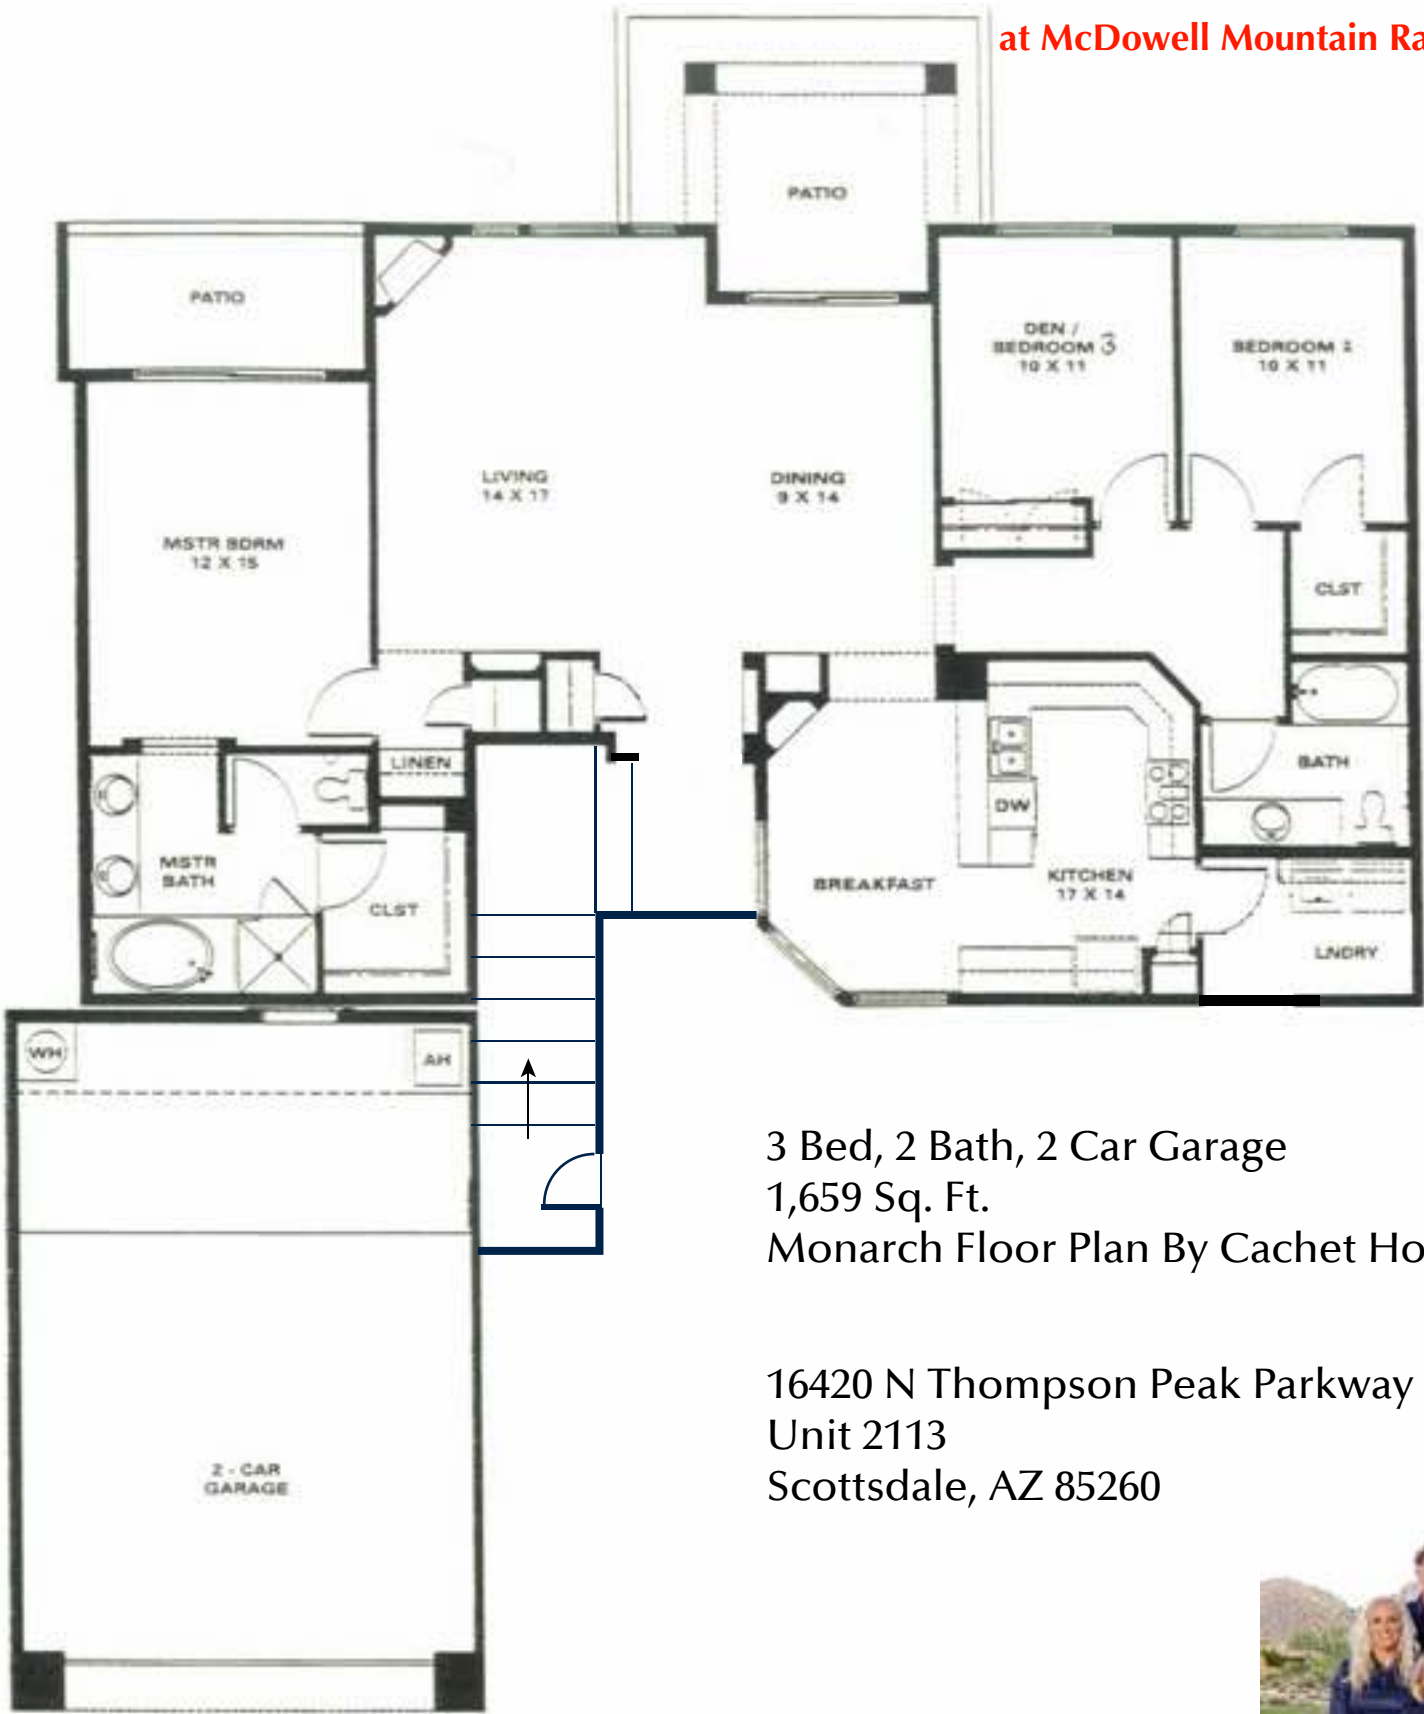 at McDowell Mountain Ra
PATIO
PATIO
DEN /
BEDROOM 3
10 X 11
BEDROOM 2
10 X 11
LIVING
14 X 17
DINING
9 X 14
MSTR BDRM
12 X 15
CLST
LINEN
BATH
DW
MSTR
BATH
BREAKFAST
KITCHEN
17 X 14
CLST
LNDRY
WH
AH
3 Bed, 2 Bath, 2 Car Garage
1,659 Sq. Ft.
Monarch Floor Plan By Cachet Ho
16420 N Thompson Peak Parkway
Unit 2113
Scottsdale, AZ 85260
2 - CAR
GARAGE